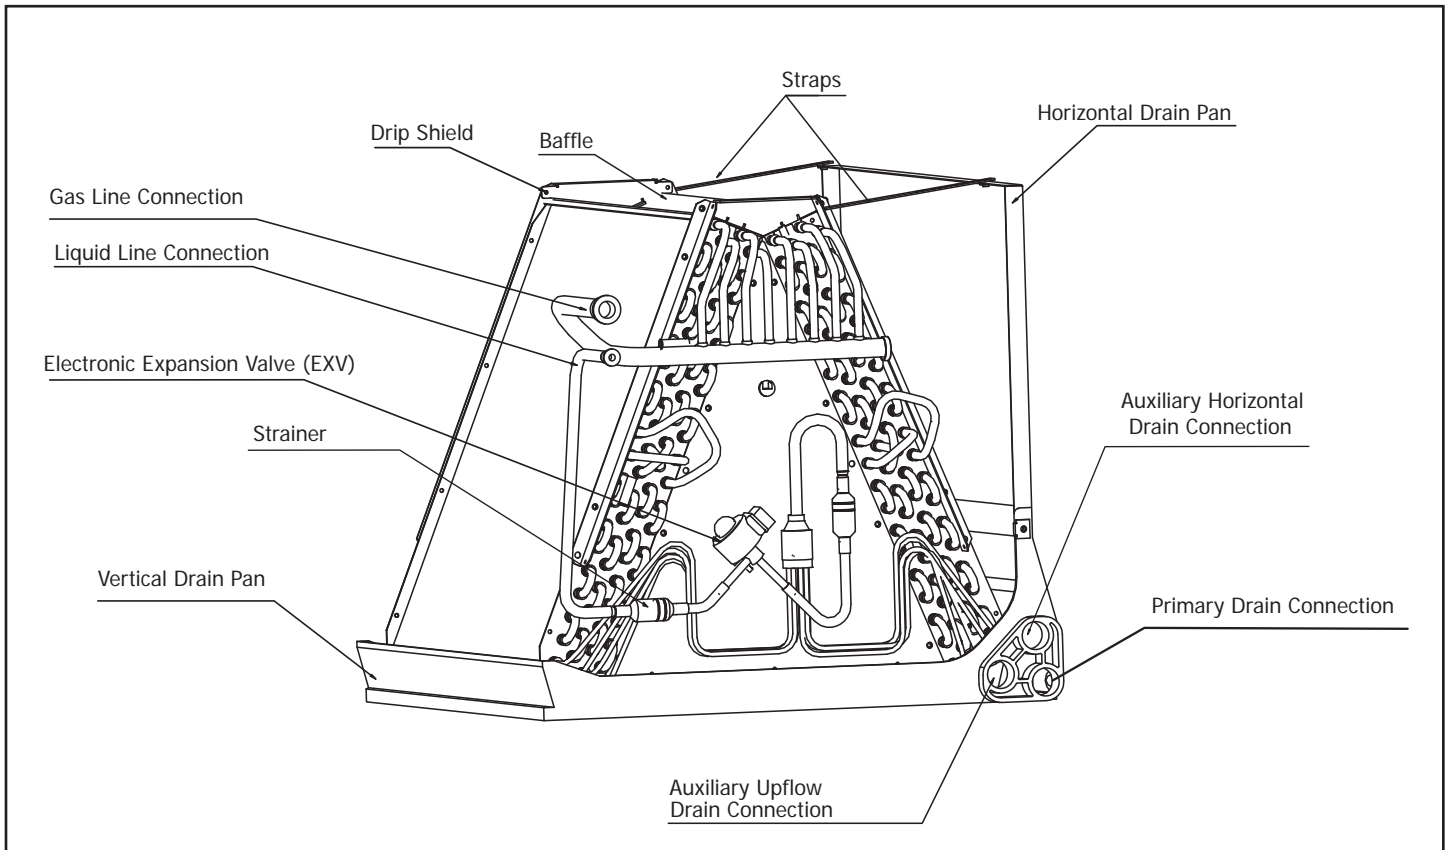 Straps
Horizontal Drain Pan
Drip Shield
Baffle
Gas Line Connection
Liquid Line Connection
Electronic Expansion Valve (EXV)
Strainer
Auxiliary Horizontal
Drain Connection
Vertical Drain Pan
Primary Drain Connection
Auxiliary Upflow
Drain Connection